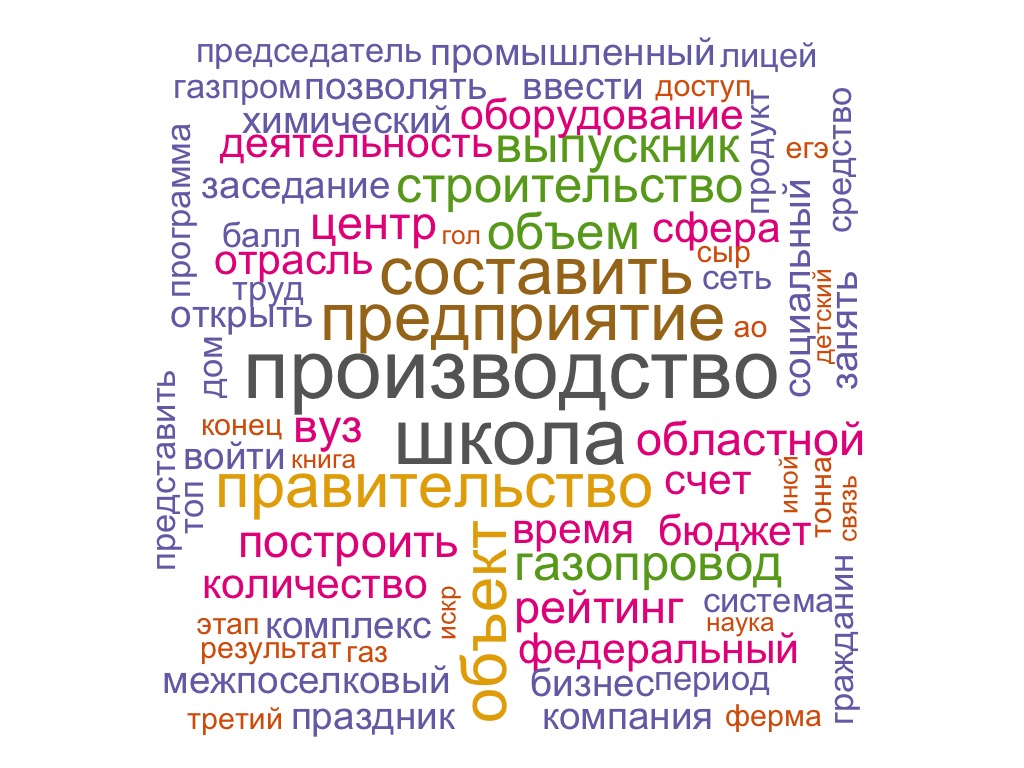 председатель промышленный лицей
газпром позволять ввести доступ
химический оборудование
деятельность выпускник егэ
продукт
средство
программа
заседание строительство
социальный
балл центр гол объем сфера
отрасль составить сыр
труд сеть
открыть предприятие ао
детский
занять
дом
производство
представить
конец вуз школа областной
войти книга
топ
правительство счет
иной
тонна
связь
построить время бюджет
объект
газопровод
количество
искр
рейтинг система
гражданин
этап комплекс наука
результат газ федеральный
межпоселковый бизнес период
третий праздник компания ферма